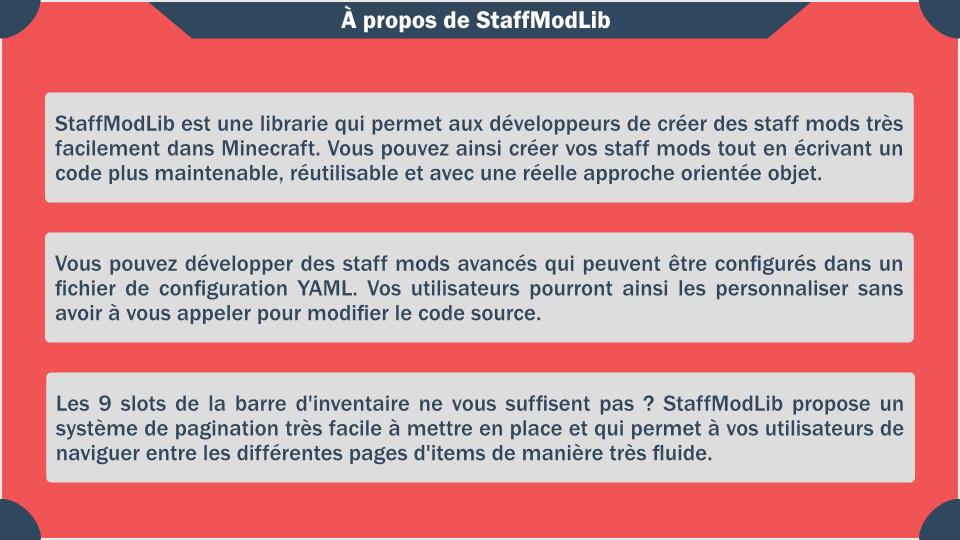 À propos de StaffModLib
StaffModLib est une librarie qui permet aux développeurs de créer des staff mods très
facilement dans Minecraft. Vous pouvez ainsi créer vos staff mods tout en écrivant un
code plus maintenable, réutilisable et avec une réelle approche orientée objet.
Vous pouvez développer des staff mods avancés qui peuvent être configurés dans un
fichier de configuration YAML. Vos utilisateurs pourront ainsi les personnaliser sans
avoir à vous appeler pour modifier le code source.
Les 9 slots de la barre d'inventaire ne vous suffisent pas ? StaffModLib propose un
système de pagination très facile à mettre en place et qui permet à vos utilisateurs de
naviguer entre les différentes pages d'items de manière très fluide.